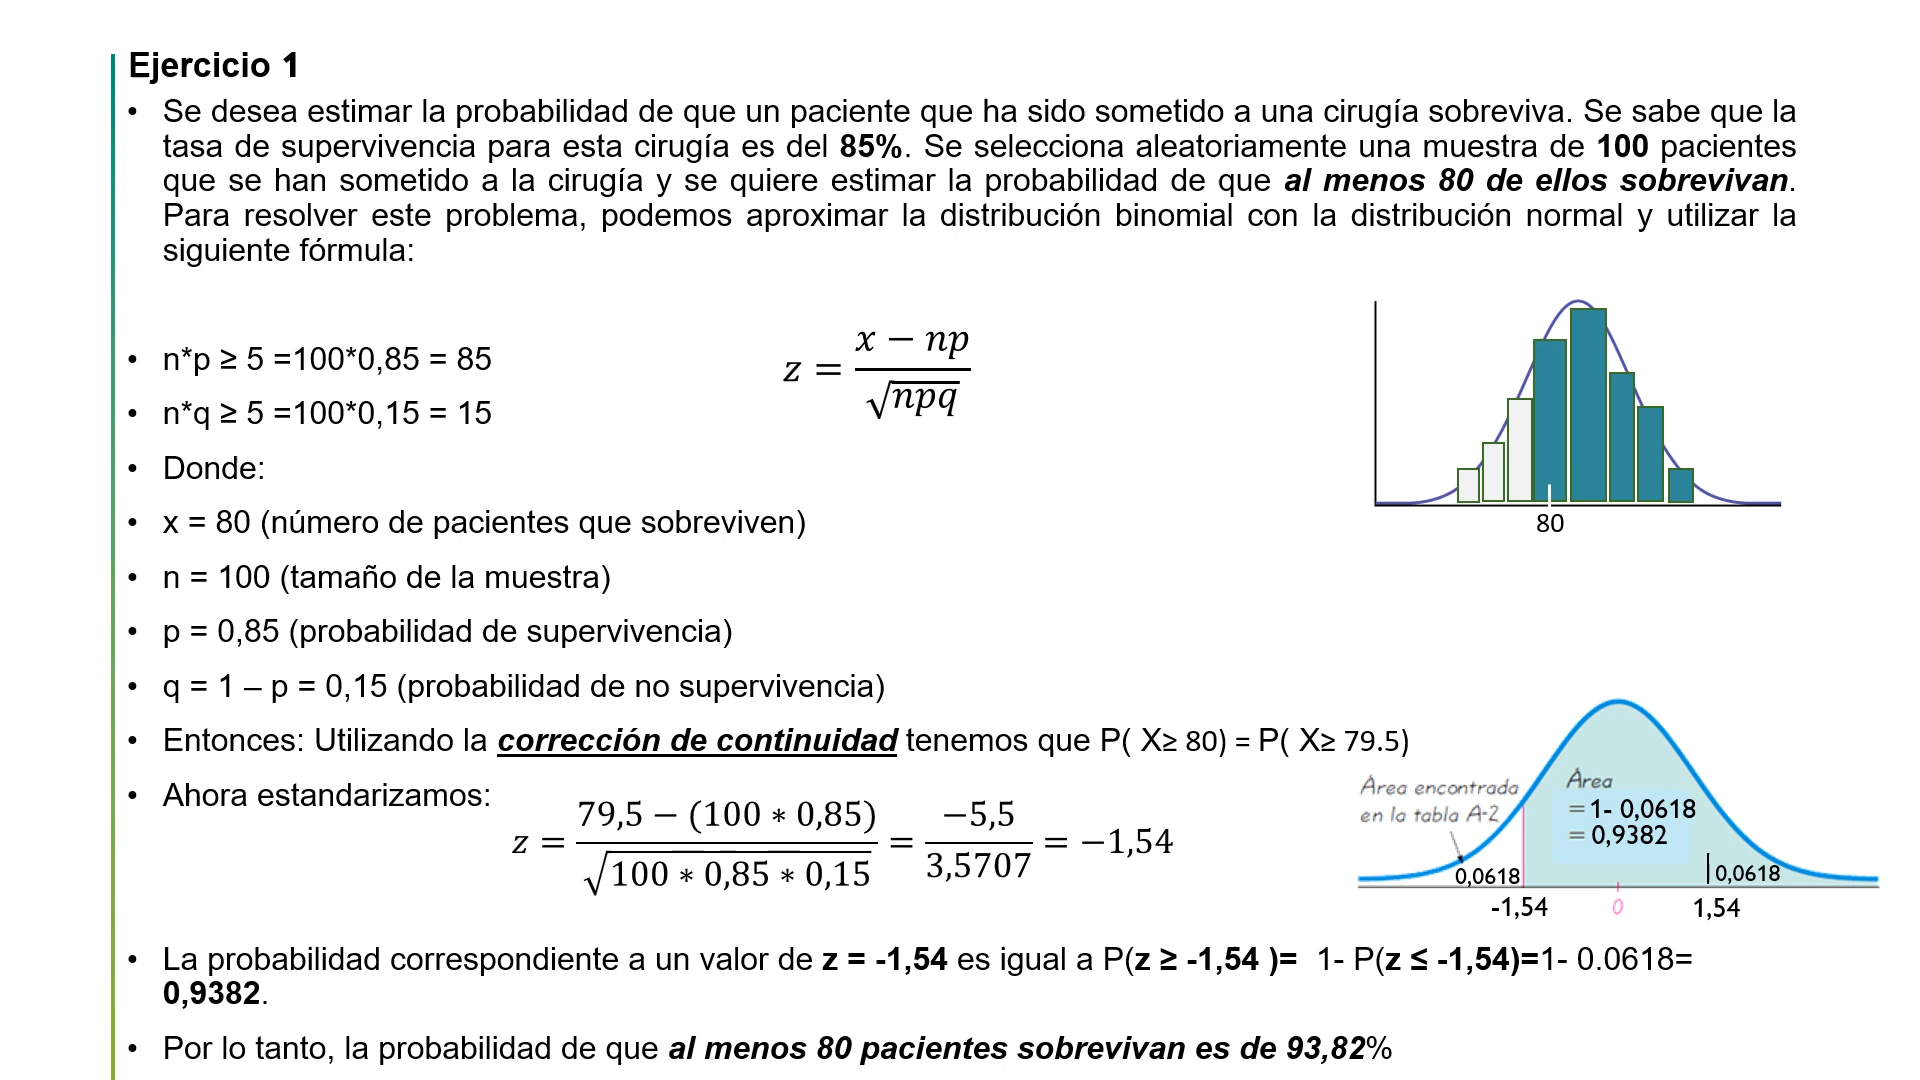 Ejercicio 1
• Se desea estimar la probabilidad de que un paciente que ha sido sometido a una cirugía sobreviva. Se sabe que la
tasa de supervivencia para esta cirugía es del 85%. Se selecciona aleatoriamente una muestra de 100 pacientes
que se han sometido a la cirugía y se quiere estimar la probabilidad de que al menos 80 de ellos sobrevivan.
Para resolver este problema, podemos aproximar la distribución binomial con la distribución normal y utilizar la
siguiente fórmula:
• n*p ≥ 5 =100*0,85 = 85
z = (x − np) / √npq
• n*q ≥ 5 =100*0,15 = 15
• Donde:
• x = 80 (número de pacientes que sobreviven)
80
• n = 100 (tamaño de la muestra)
• p = 0,85 (probabilidad de supervivencia)
• q = 1 – p = 0,15 (probabilidad de no supervivencia)
• Entonces: Utilizando la corrección de continuidad tenemos que P( X≥ 80) = P( X≥ 79.5)
• Ahora estandarizamos:
z = (79,5 − (100 ∗ 0,85)) / √100 ∗ 0,85 ∗ 0,15 = −5,5 / 3,5707 = −1,54
Área encontrada
en la tabla A-2
Área
= 1- 0,0618
= 0,9382
0,0618
0,0618
-1,54
0
1,54
• La probabilidad correspondiente a un valor de z = -1,54 es igual a P(z ≥ -1,54 )= 1- P(z ≤ -1,54)=1- 0.0618=
0,9382.
• Por lo tanto, la probabilidad de que al menos 80 pacientes sobrevivan es de 93,82%